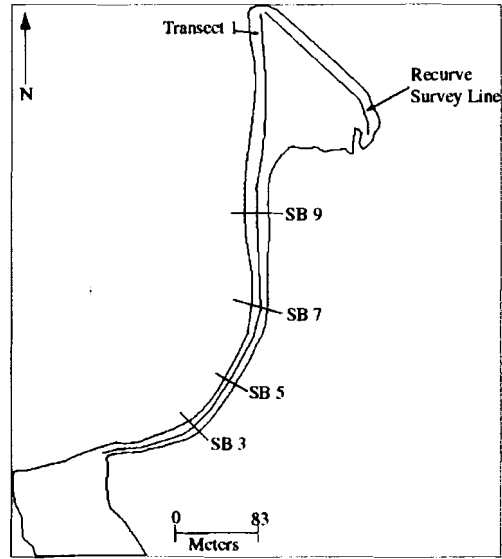 Transect 1
N
Recurve
Survey Line
SB 9
SB 7
SB 5
SB 3
0 83
Meters